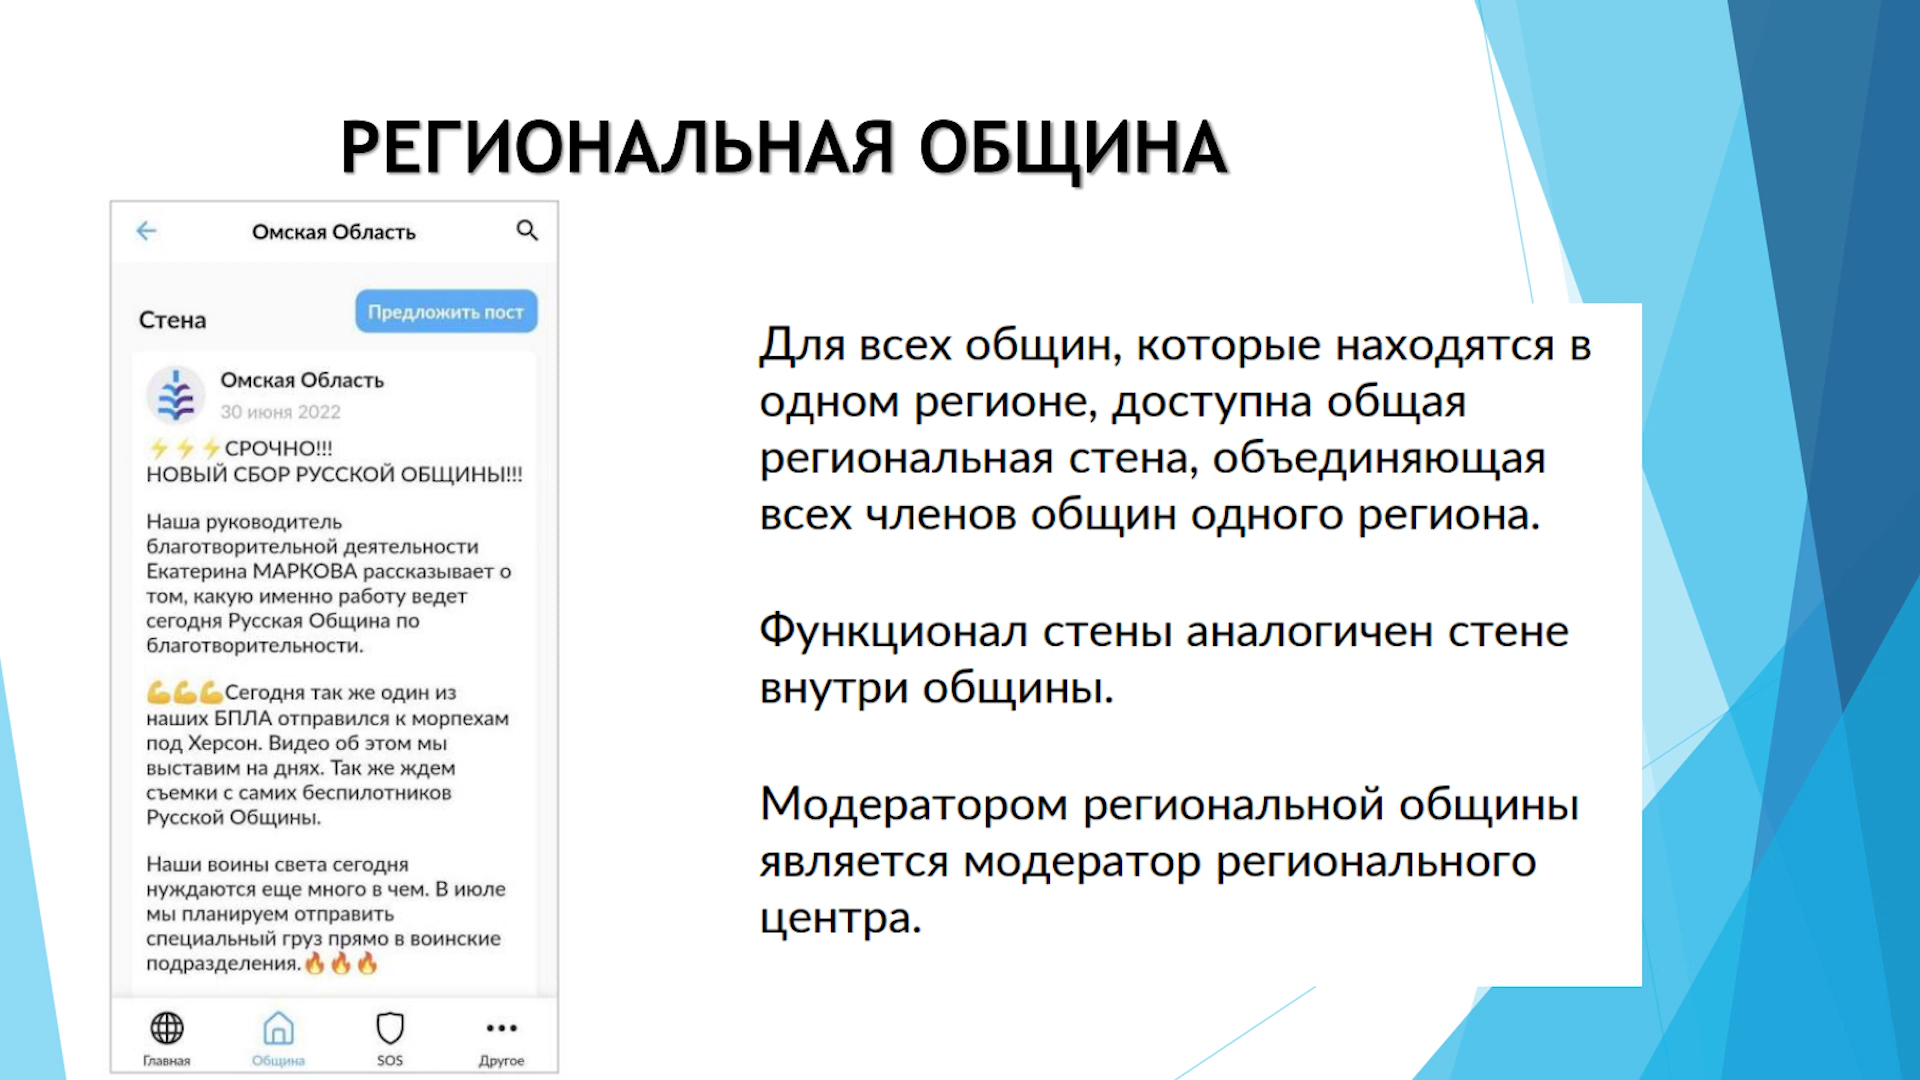 РЕГИОНАЛЬНАЯ ОБЩИНА
Омская Область
Стена
Предложить пост
Омская Область
30 июня 2022
⚡⚡⚡СРОЧНО!!!
НОВЫЙ СБОР РУССКОЙ ОБЩИНЫ!!!
Наша руководитель
благотворительной деятельности
Екатерина МАРКОВА рассказывает о
том, какую именно работу ведет
сегодня Русская Община по
благотворительности.
💪💪💪Сегодня так же один из
наших БПЛА отправился к морпехам
под Херсон. Видео об этом мы
выставим на днях. Так же ждем
съемки с самих беспилотников
Русской Общины.
Наши воины света сегодня
нуждаются еще много в чем. В июле
мы планируем отправить
специальный груз прямо в воинские
подразделения.🔥🔥🔥
Главная
Община
SOS
Другое
Для всех общин, которые находятся в
одном регионе, доступна общая
региональная стена, объединяющая
всех членов общин одного региона.
Функционал стены аналогичен стене
внутри общины.
Модератором региональной общины
является модератор регионального
центра.